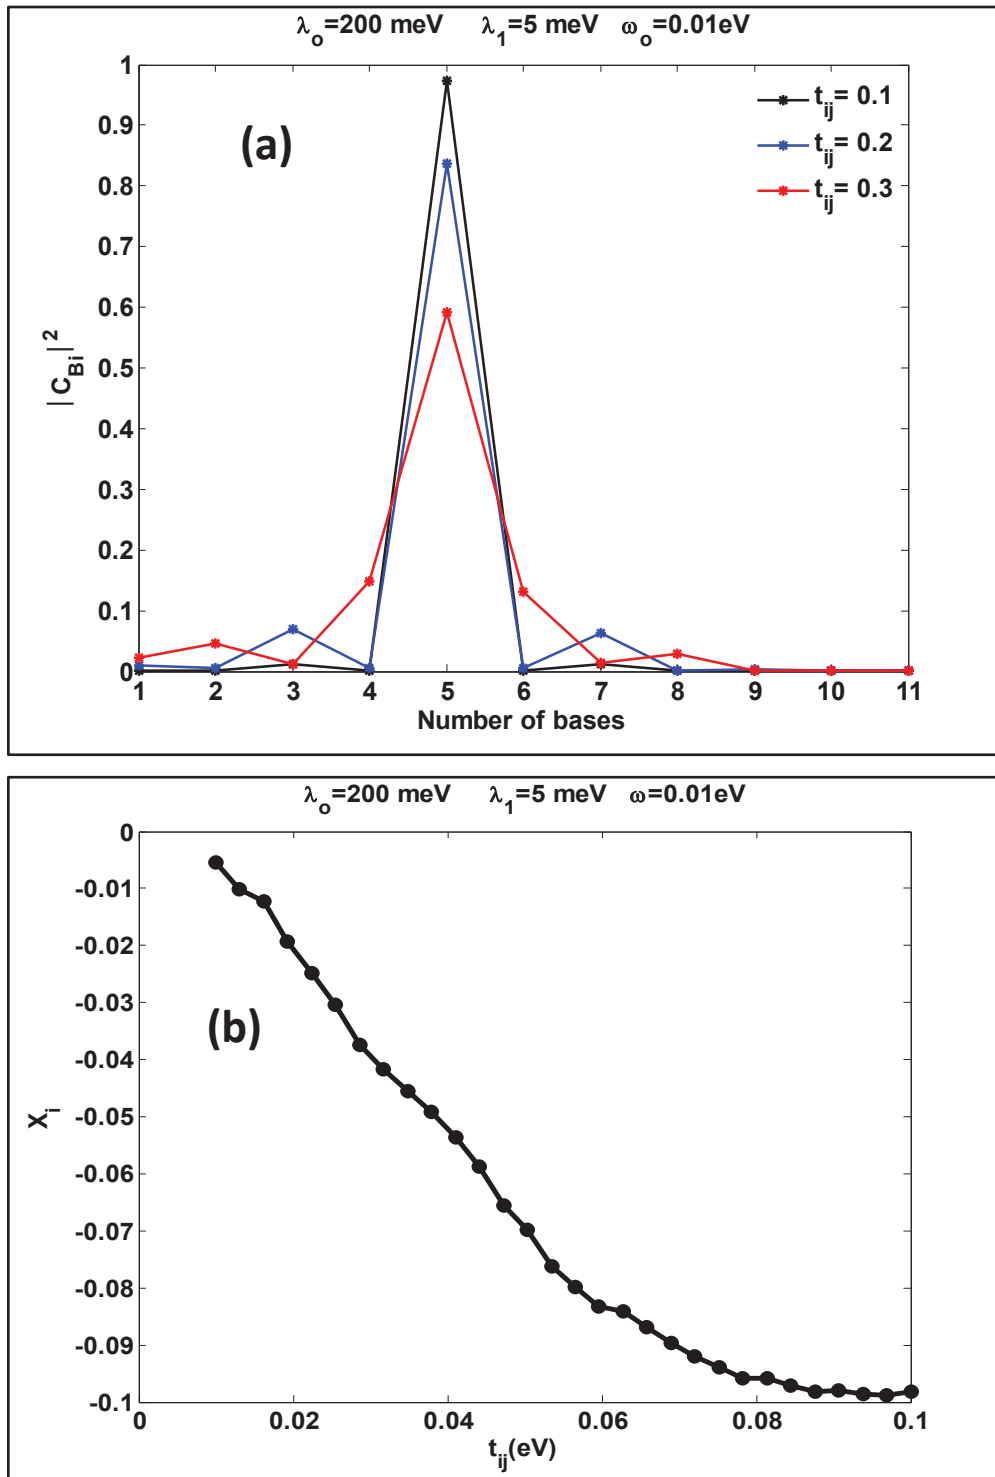 λo=200 meV λ1=5 meV ωo=0.01eV
1
0.9
0.8
0.7
0.6
0.5
0.4
0.3
0.2
0.1
0
(a)
tij= 0.1
tij= 0.2
tij= 0.3
|CBi|²
1 2 3 4 5 6 7 8 9 10 11
Number of bases
λo=200 meV λ1=5 meV ω=0.01eV
0
-0.01
-0.02
-0.03
-0.04
-0.05
-0.06
-0.07
-0.08
-0.09
-0.1
(b)
Xi
0 0.02 0.04 0.06 0.08 0.1
tij(eV)